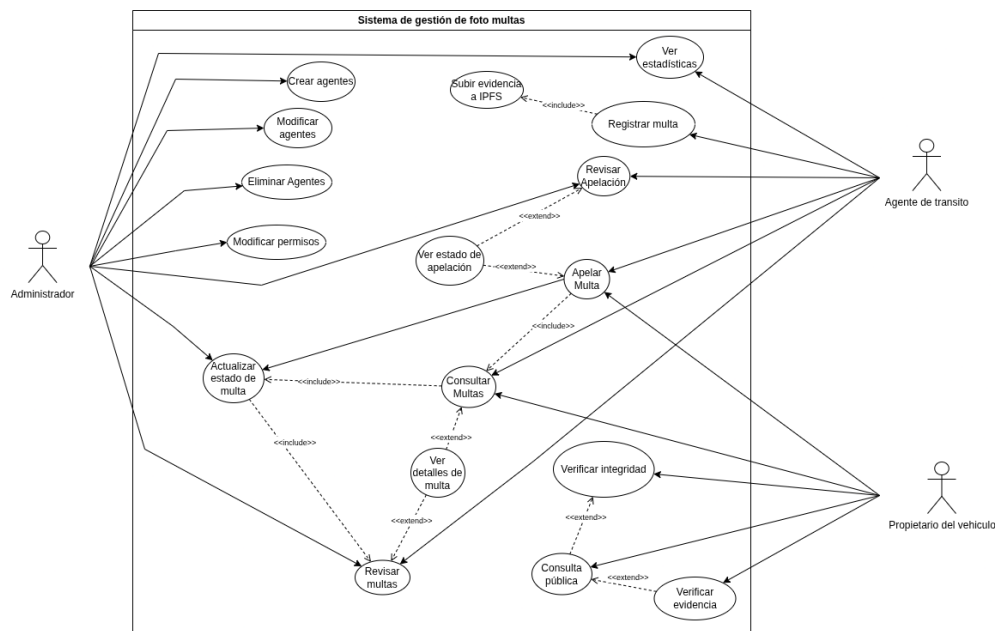 Sistema de gestión de foto multas
Ver
estadísticas
Crear agentes
Subir evidencia
a IPFS
<<include>>
Registrar multa
Modificar
agentes
Revisar
Apelación
Eliminar Agentes
Agente de transito
<<extend>>
Modificar permisos
Ver estado de
apelación
<<extend>>
Apelar
Multa
Administrador
<<include>>
Actualizar
estado de
multa
<<include>>
Consultar
Multas
<<include>>
<<extend>>
Ver
detalles de
multa
Verificar integridad
<<extend>>
<<extend>>
Propietario del vehiculo
Revisar
multas
Consulta
pública
<<extend>>
Verificar
evidencia